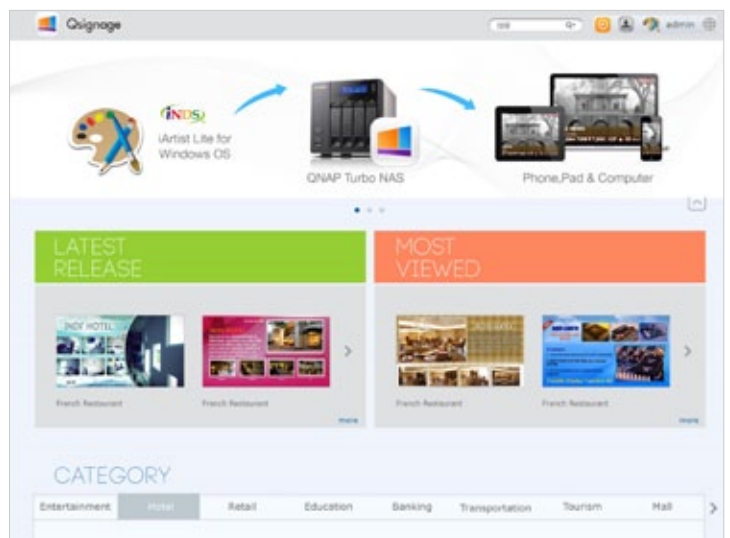 Qsignage
admin
iNDS
iArtist Lite for
Windows OS
QNAP Turbo NAS
Phone,Pad & Computer
LATEST
RELEASE
MOST
VIEWED
INDY HOTEL
French Restaurant
French Restaurant
French Restaurant
French Restaurant
more
more
CATEGORY
Entertainment Hotel Retail Education Banking Transportation Tourism Mall